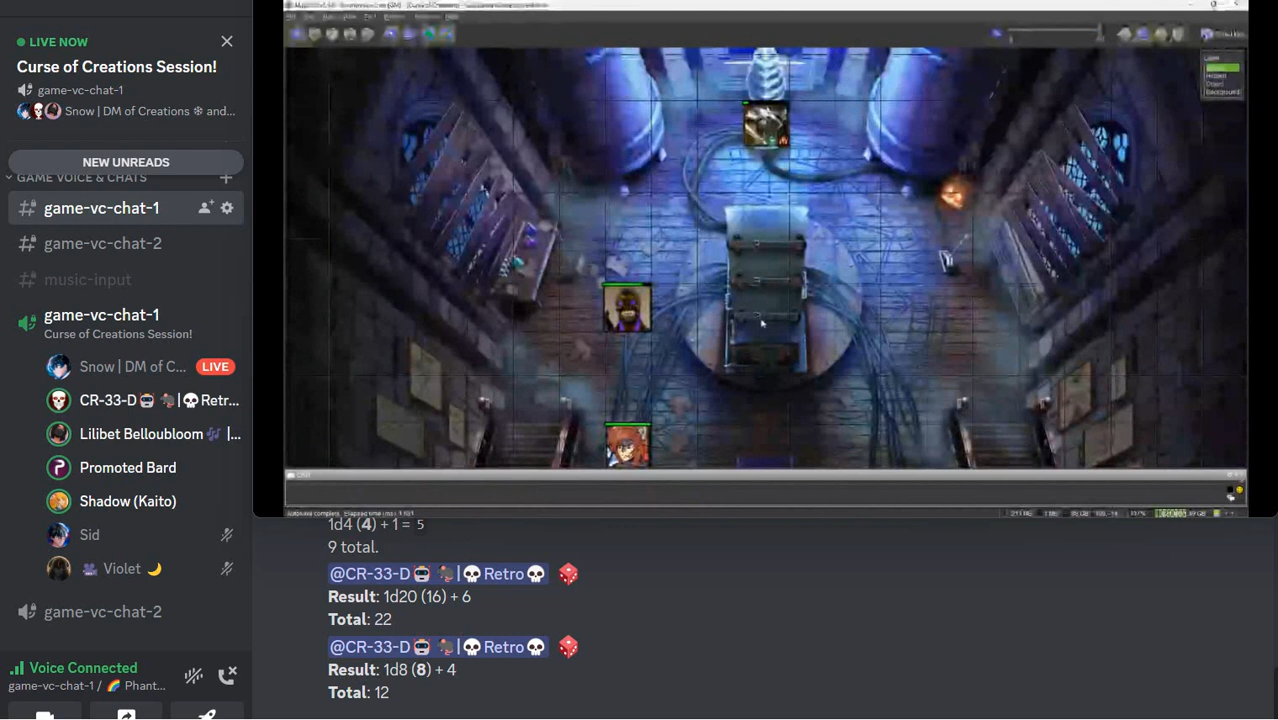 LIVE NOW
Curse of Creations Session!
game-vc-chat-1
Snow | DM of Creations ❄ and...
NEW UNREADS
GAME VOICE & CHATS
game-vc-chat-1
game-vc-chat-2
music-input
game-vc-chat-1
Curse of Creations Session!
Snow | DM of C... LIVE
CR-33-D🤖 🐀|💀Retr...
Lilibet Belloubloom 🎶 |...
Promoted Bard
Shadow (Kaito)
Sid
Violet 🌙
game-vc-chat-2
Voice Connected
game-vc-chat-1 / 🌈 Phant...
1d4 (4) + 1 = 5
9 total.
@CR-33-D🤖 🐀|💀Retro💀
Result: 1d20 (16) + 6
Total: 22
@CR-33-D🤖 🐀|💀Retro💀
Result: 1d8 (8) + 4
Total: 12